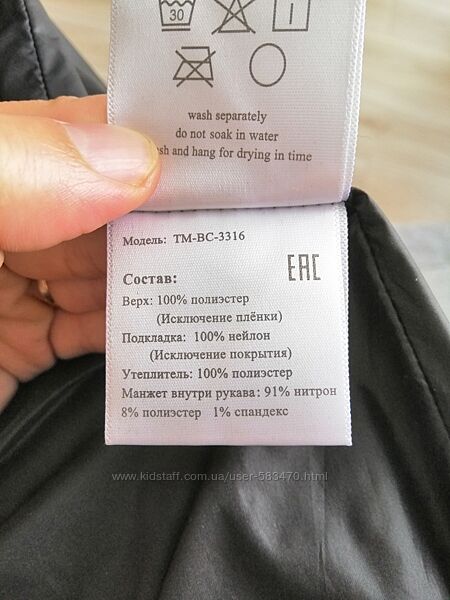 30
wash separately
do not soak in water
and hang for drying in time
Модель: TM-BC-3316
EAC
Состав:
Верх: 100% полиэстер
(Исключение плёнки)
Подкладка: 100% нейлон
(Исключение покрытия)
Утеплитель: 100% полиэстер
Манжет внутри рукава: 91% нитрон
8% полиэстер 1% спандекс
www.kidstaff.com.ua/user-583470.html